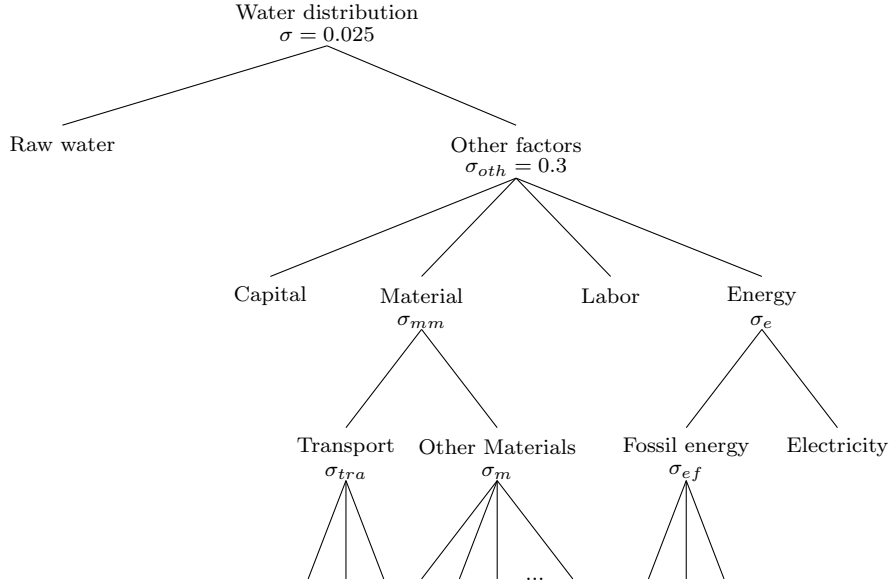 Water distribution
σ = 0.025
Raw water
Other factors
σ_oth = 0.3
Capital
Material
Labor
Energy
σ_mm
σ_e
Transport
Other Materials
Fossil energy
Electricity
σ_tra
σ_m
σ_ef
...